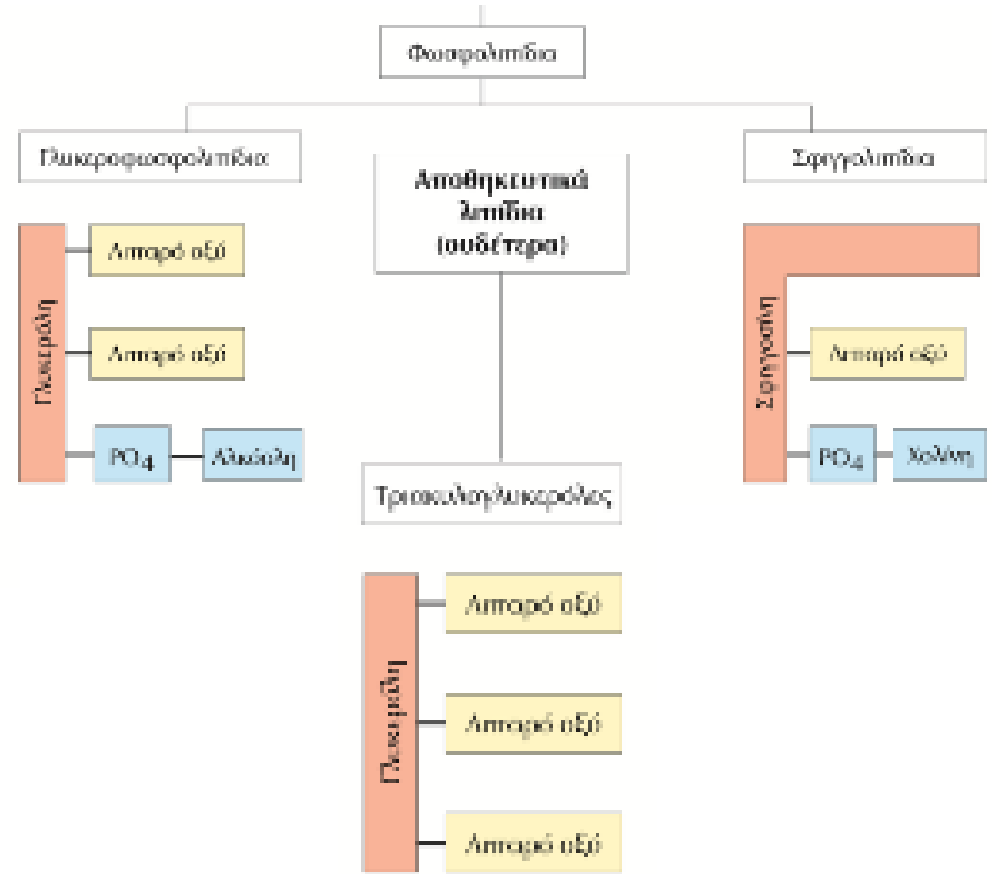 Φωσφολιπίδια
Γλυκεροφωσφολιπίδια
Αποθηκευτικά
λιπίδια
(ουδέτερα)
Σφιγγολιπίδια
Γλυκερόλη
Λιπαρό οξύ
Λιπαρό οξύ
PO4
Αλκοόλη
Σφιγγοσίνη
Λιπαρό οξύ
PO4
Χολίνη
Τριακυλογλυκερόλες
Γλυκερόλη
Λιπαρό οξύ
Λιπαρό οξύ
Λιπαρό οξύ